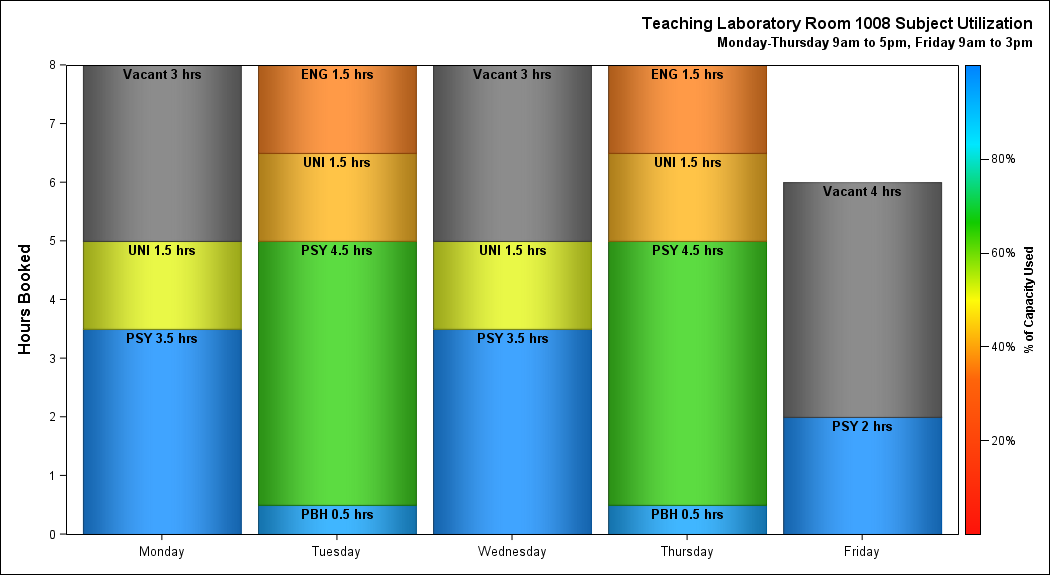 Teaching Laboratory Room 1008 Subject Utilization
Monday-Thursday 9am to 5pm, Friday 9am to 3pm
Hours Booked
8
7
6
5
4
3
2
1
0
Vacant 3 hrs
UNI 1.5 hrs
PSY 3.5 hrs
ENG 1.5 hrs
UNI 1.5 hrs
PSY 4.5 hrs
PBH 0.5 hrs
Vacant 3 hrs
UNI 1.5 hrs
PSY 3.5 hrs
ENG 1.5 hrs
UNI 1.5 hrs
PSY 4.5 hrs
PBH 0.5 hrs
Vacant 4 hrs
PSY 2 hrs
Monday
Tuesday
Wednesday
Thursday
Friday
80%
60%
40%
20%
% of Capacity Used